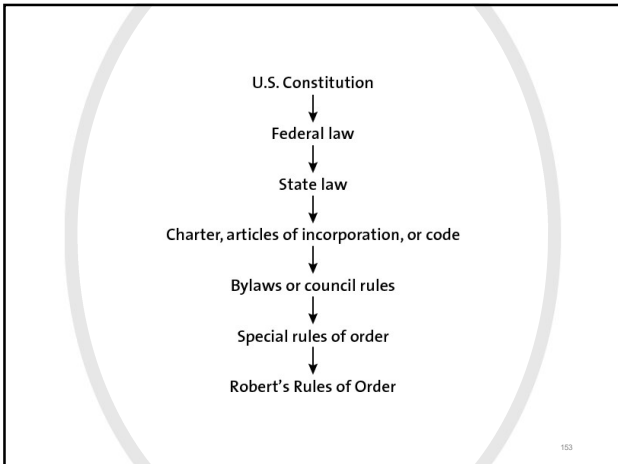 U.S. Constitution
Federal law
State law
Charter, articles of incorporation, or code
Bylaws or council rules
Special rules of order
Robert's Rules of Order
153